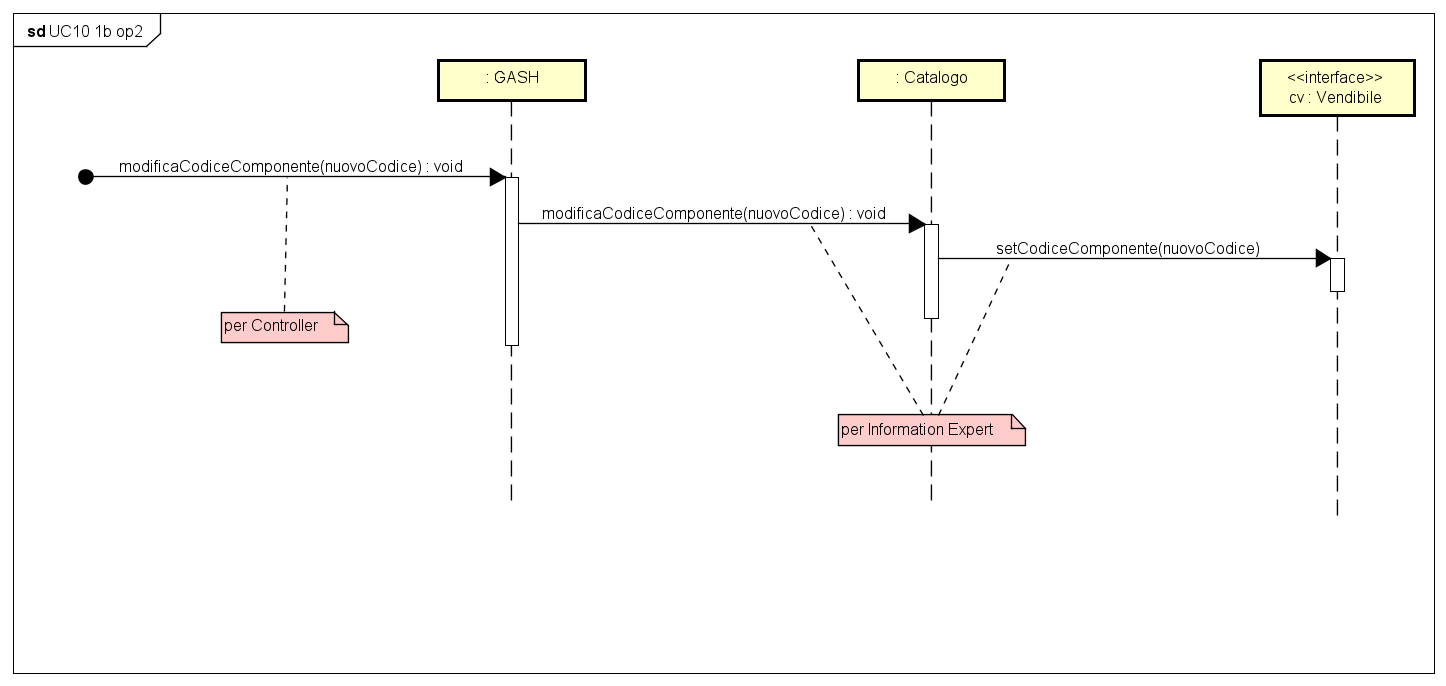 sd UC10 1b op2
: GASH
: Catalogo
<<interface>>
cv : Vendibile
modificaCodiceComponente(nuovoCodice) : void
modificaCodiceComponente(nuovoCodice) : void
setCodiceComponente(nuovoCodice)
per Controller
per Information Expert